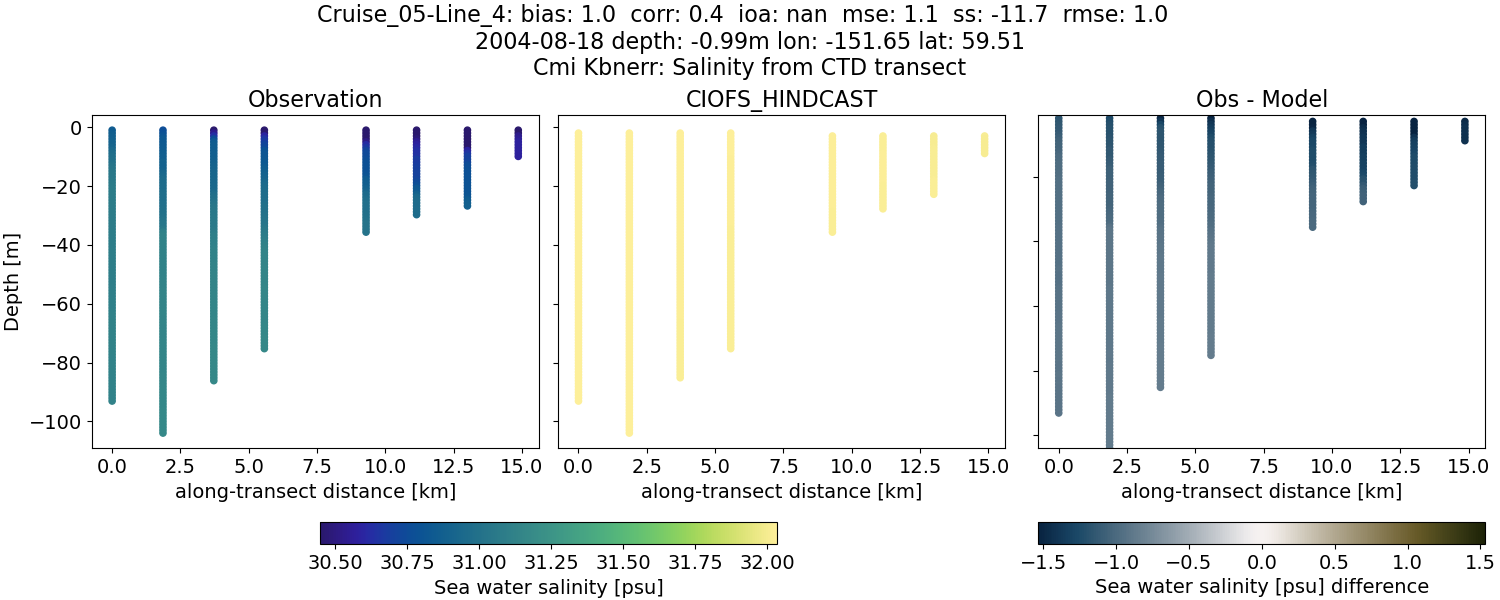 Cruise_05-Line_4: bias: 1.0  corr: 0.4  ioa: nan  mse: 1.1  ss: -11.7  rmse: 1.0
2004-08-18 depth: -0.99m lon: -151.65 lat: 59.51
Cmi Kbnerr: Salinity from CTD transect
Observation
CIOFS_HINDCAST
Obs - Model
Depth [m]
0
−20
−40
−60
−80
−100
0.0 2.5 5.0 7.5 10.0 12.5 15.0
0.0 2.5 5.0 7.5 10.0 12.5 15.0
0.0 2.5 5.0 7.5 10.0 12.5 15.0
along-transect distance [km]
along-transect distance [km]
along-transect distance [km]
30.50 30.75 31.00 31.25 31.50 31.75 32.00
Sea water salinity [psu]
−1.5 −1.0 −0.5 0.0 0.5 1.0 1.5
Sea water salinity [psu] difference